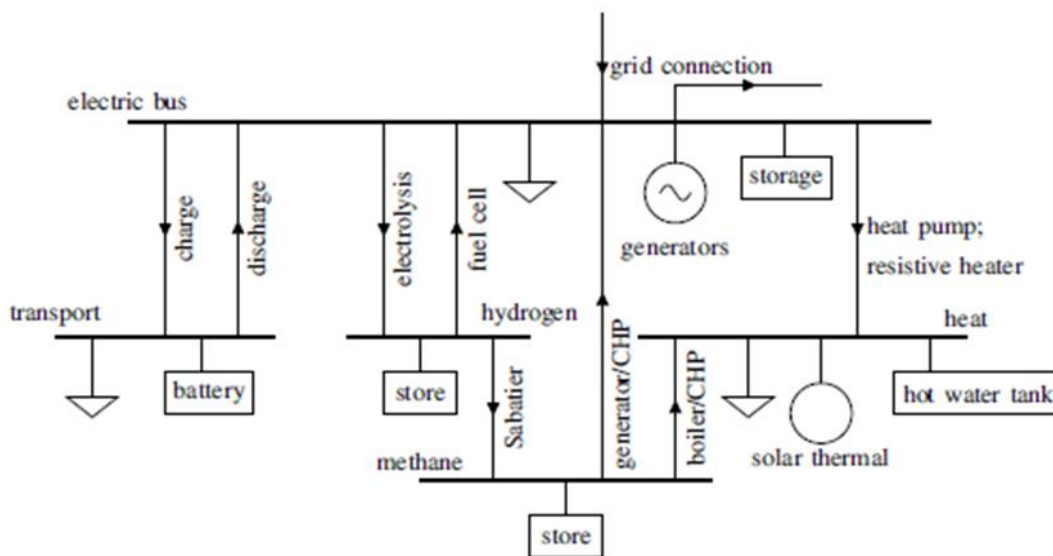 grid connection
electric bus
charge
discharge
electrolysis
fuel cell
storage
generators
heat pump;
resistive heater
transport
hydrogen
heat
battery
store
Sabatier
generator/CHP
boiler/CHP
hot water tank
solar thermal
methane
store